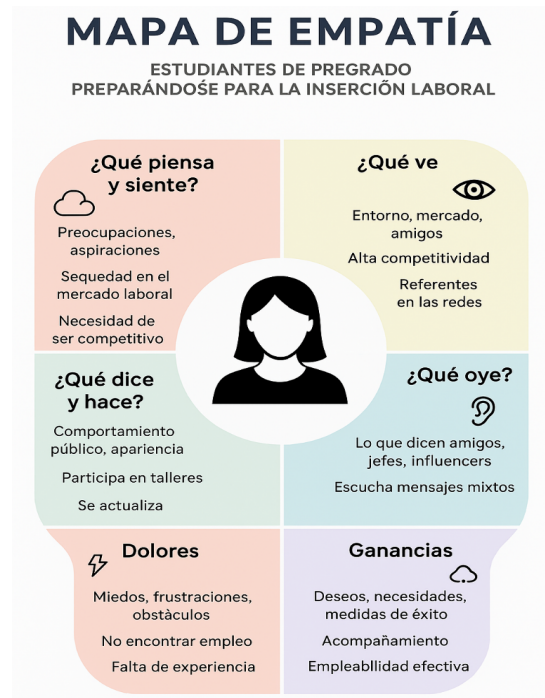 MAPA DE EMPATÍA
ESTUDIANTES DE PREGRADO
PREPARÁNDOŚE PARA LA INSERCIÓN LABORAL
¿Qué piensa
y siente?
Preocupaciones,
aspiraciones
Sequedad en el
mercado laboral
Necesidad de
ser competitivo
¿Qué ve
Entorno, mercado,
amigos
Alta competitividad
Referentes
en las redes
¿Qué dice
y hace?
Comportamiento
público, apariencia
Participa en talleres
Se actualiza
¿Qué oye?
Lo que dicen amigos,
jefes, influencers
Escucha mensajes mixtos
Dolores
Miedos, frustraciones,
obstàculos
No encontrar empleo
Falta de experiencia
Ganancias
Deseos, necesidades,
medidas de éxito
Acompañamiento
Empleabllidad efectiva